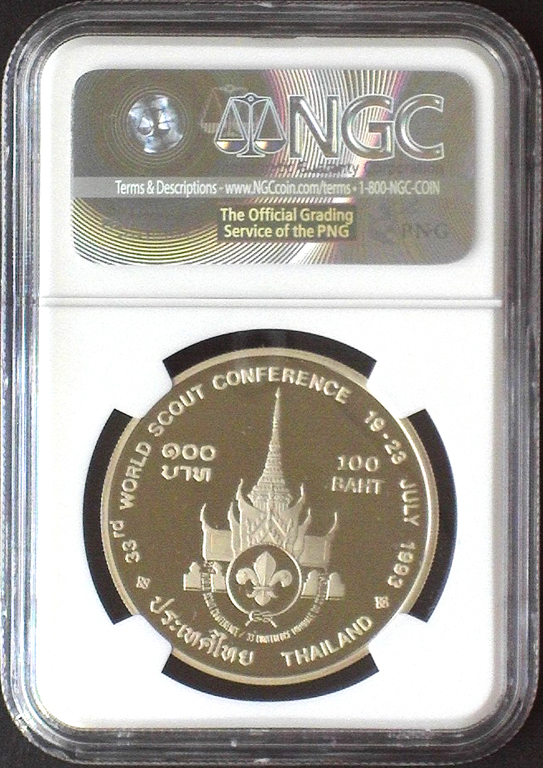 NGC
Terms & Descriptions - www.NGCcoin.com/terms • 1-800-NGC-COIN
The Official Grading
Service of the PNG
PNG
33rd WORLD SCOUT CONFERENCE 19-23 JULY 1993
๑๐๐
บาท
100
BAHT
ประเทศไทย THAILAND